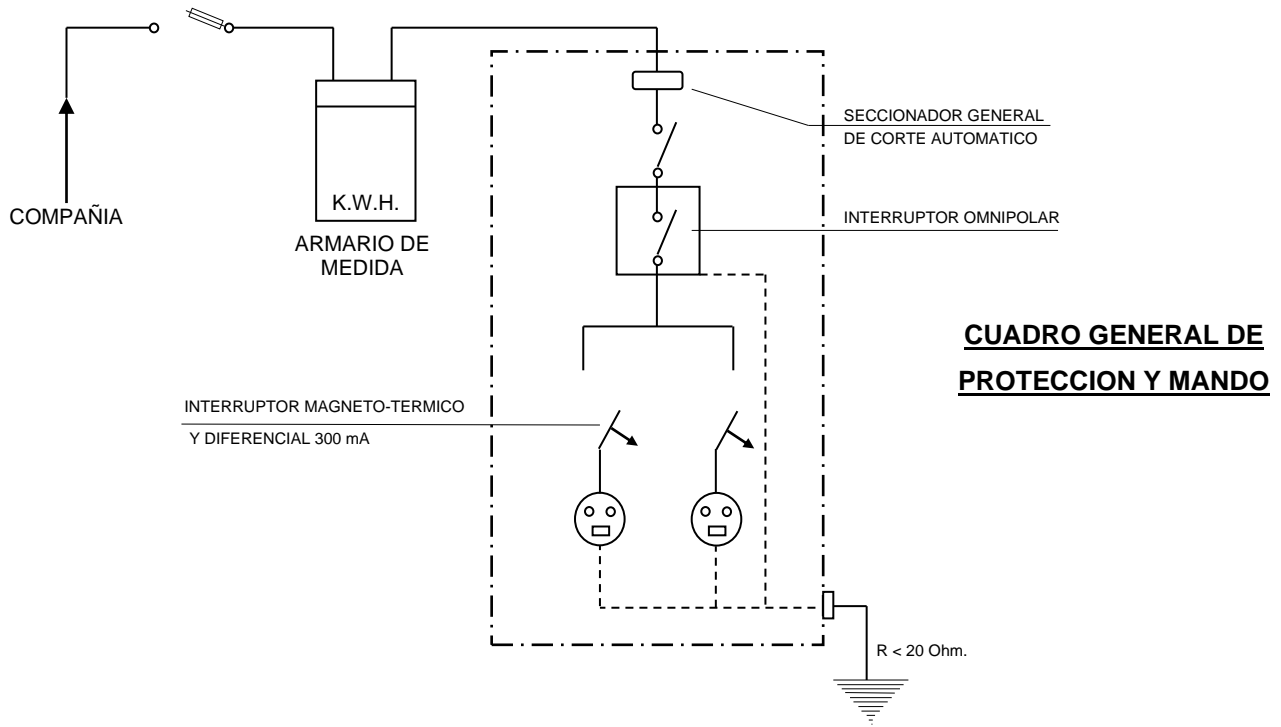 COMPAÑIA
K.W.H.
ARMARIO DE
MEDIDA
SECCIONADOR GENERAL
DE CORTE AUTOMATICO
INTERRUPTOR OMNIPOLAR
CUADRO GENERAL DE
PROTECCION Y MANDO
INTERRUPTOR MAGNETO-TERMICO
Y DIFERENCIAL 300 mA
R < 20 Ohm.